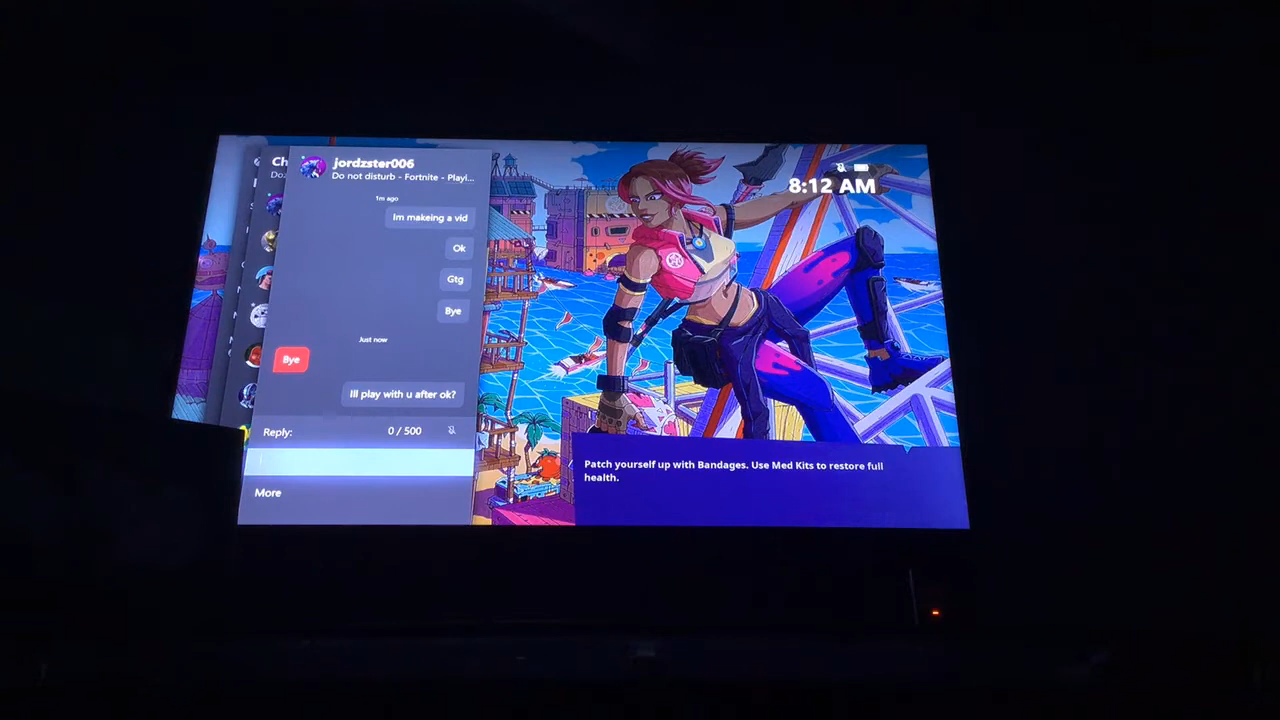 Ch
Do
jordzster006
Do not disturb - Fortnite - Playi...
1m ago
Im makeing a vid
Ok
Gtg
Bye
Just now
Bye
Ill play with u after ok?
Reply:
0 / 500
More
8:12 AM
Patch yourself up with Bandages. Use Med Kits to restore full
health.